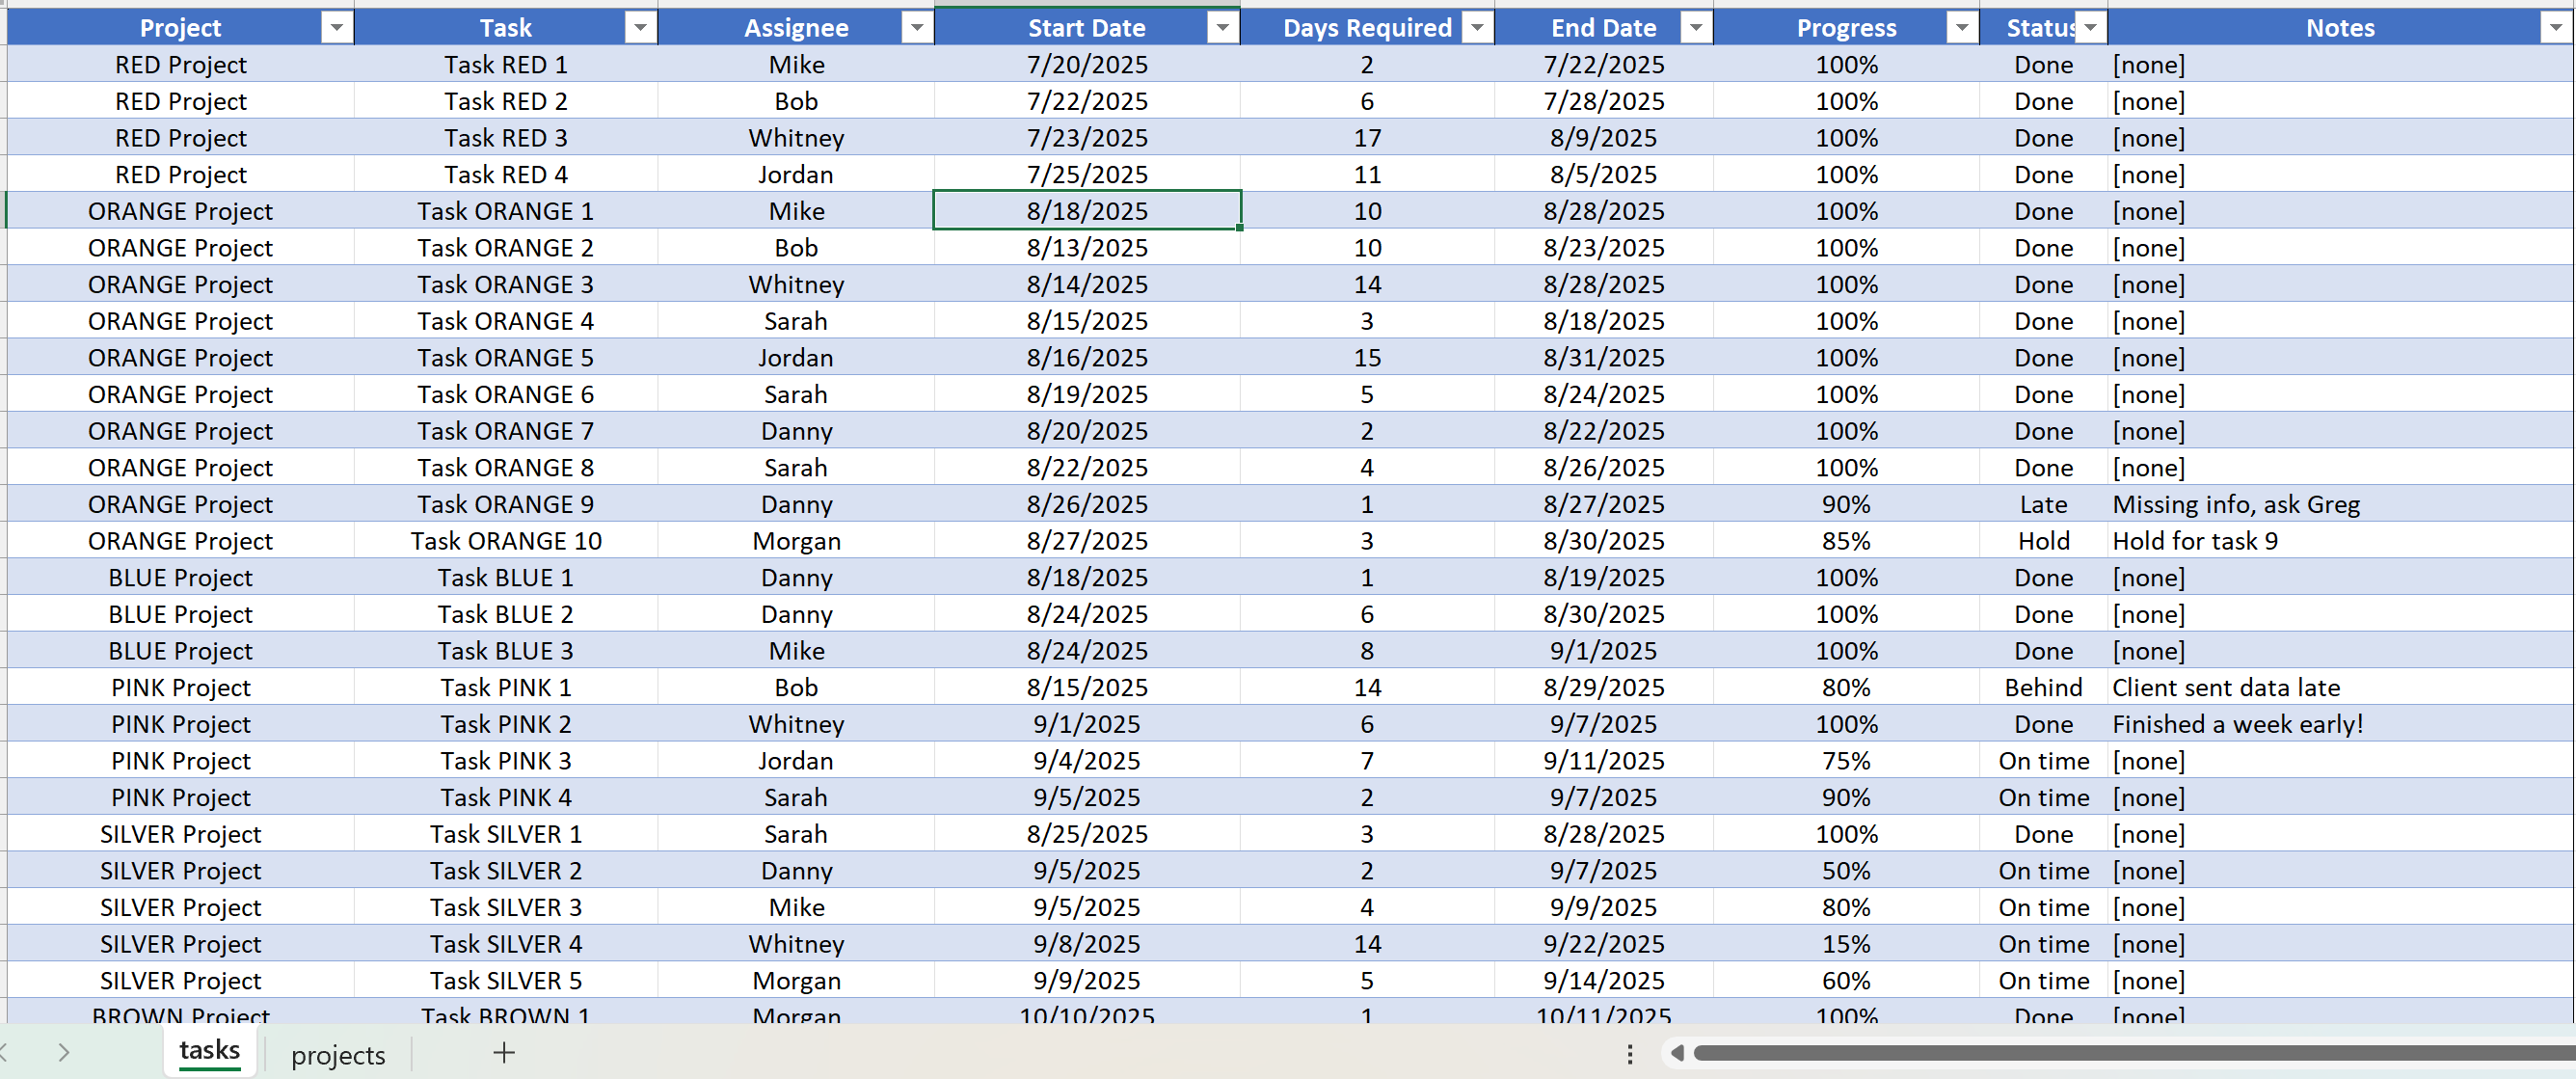 Project Task Assignee Start Date Days Required End Date Progress Status Notes
RED Project Task RED 1 Mike 7/20/2025 2 7/22/2025 100% Done [none]
RED Project Task RED 2 Bob 7/22/2025 6 7/28/2025 100% Done [none]
RED Project Task RED 3 Whitney 7/23/2025 17 8/9/2025 100% Done [none]
RED Project Task RED 4 Jordan 7/25/2025 11 8/5/2025 100% Done [none]
ORANGE Project Task ORANGE 1 Mike 8/18/2025 10 8/28/2025 100% Done [none]
ORANGE Project Task ORANGE 2 Bob 8/13/2025 10 8/23/2025 100% Done [none]
ORANGE Project Task ORANGE 3 Whitney 8/14/2025 14 8/28/2025 100% Done [none]
ORANGE Project Task ORANGE 4 Sarah 8/15/2025 3 8/18/2025 100% Done [none]
ORANGE Project Task ORANGE 5 Jordan 8/16/2025 15 8/31/2025 100% Done [none]
ORANGE Project Task ORANGE 6 Sarah 8/19/2025 5 8/24/2025 100% Done [none]
ORANGE Project Task ORANGE 7 Danny 8/20/2025 2 8/22/2025 100% Done [none]
ORANGE Project Task ORANGE 8 Sarah 8/22/2025 4 8/26/2025 100% Done [none]
ORANGE Project Task ORANGE 9 Danny 8/26/2025 1 8/27/2025 90% Late Missing info, ask Greg
ORANGE Project Task ORANGE 10 Morgan 8/27/2025 3 8/30/2025 85% Hold Hold for task 9
BLUE Project Task BLUE 1 Danny 8/18/2025 1 8/19/2025 100% Done [none]
BLUE Project Task BLUE 2 Danny 8/24/2025 6 8/30/2025 100% Done [none]
BLUE Project Task BLUE 3 Mike 8/24/2025 8 9/1/2025 100% Done [none]
PINK Project Task PINK 1 Bob 8/15/2025 14 8/29/2025 80% Behind Client sent data late
PINK Project Task PINK 2 Whitney 9/1/2025 6 9/7/2025 100% Done Finished a week early!
PINK Project Task PINK 3 Jordan 9/4/2025 7 9/11/2025 75% On time [none]
PINK Project Task PINK 4 Sarah 9/5/2025 2 9/7/2025 90% On time [none]
SILVER Project Task SILVER 1 Sarah 8/25/2025 3 8/28/2025 100% Done [none]
SILVER Project Task SILVER 2 Danny 9/5/2025 2 9/7/2025 50% On time [none]
SILVER Project Task SILVER 3 Mike 9/5/2025 4 9/9/2025 80% On time [none]
SILVER Project Task SILVER 4 Whitney 9/8/2025 14 9/22/2025 15% On time [none]
SILVER Project Task SILVER 5 Morgan 9/9/2025 5 9/14/2025 60% On time [none]
BROWN Project Task BROWN 1 Morgan 10/10/2025 1 10/11/2025 100% Done [none]
tasks projects